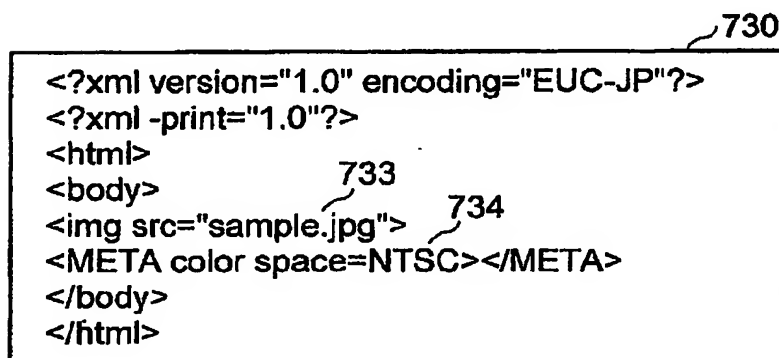 730
<?xml version="1.0" encoding="EUC-JP"?>
<?xml -print="1.0"?>
<html>
<body>
733
<img src="sample.jpg">
734
<META color space=NTSC></META>
</body>
</html>